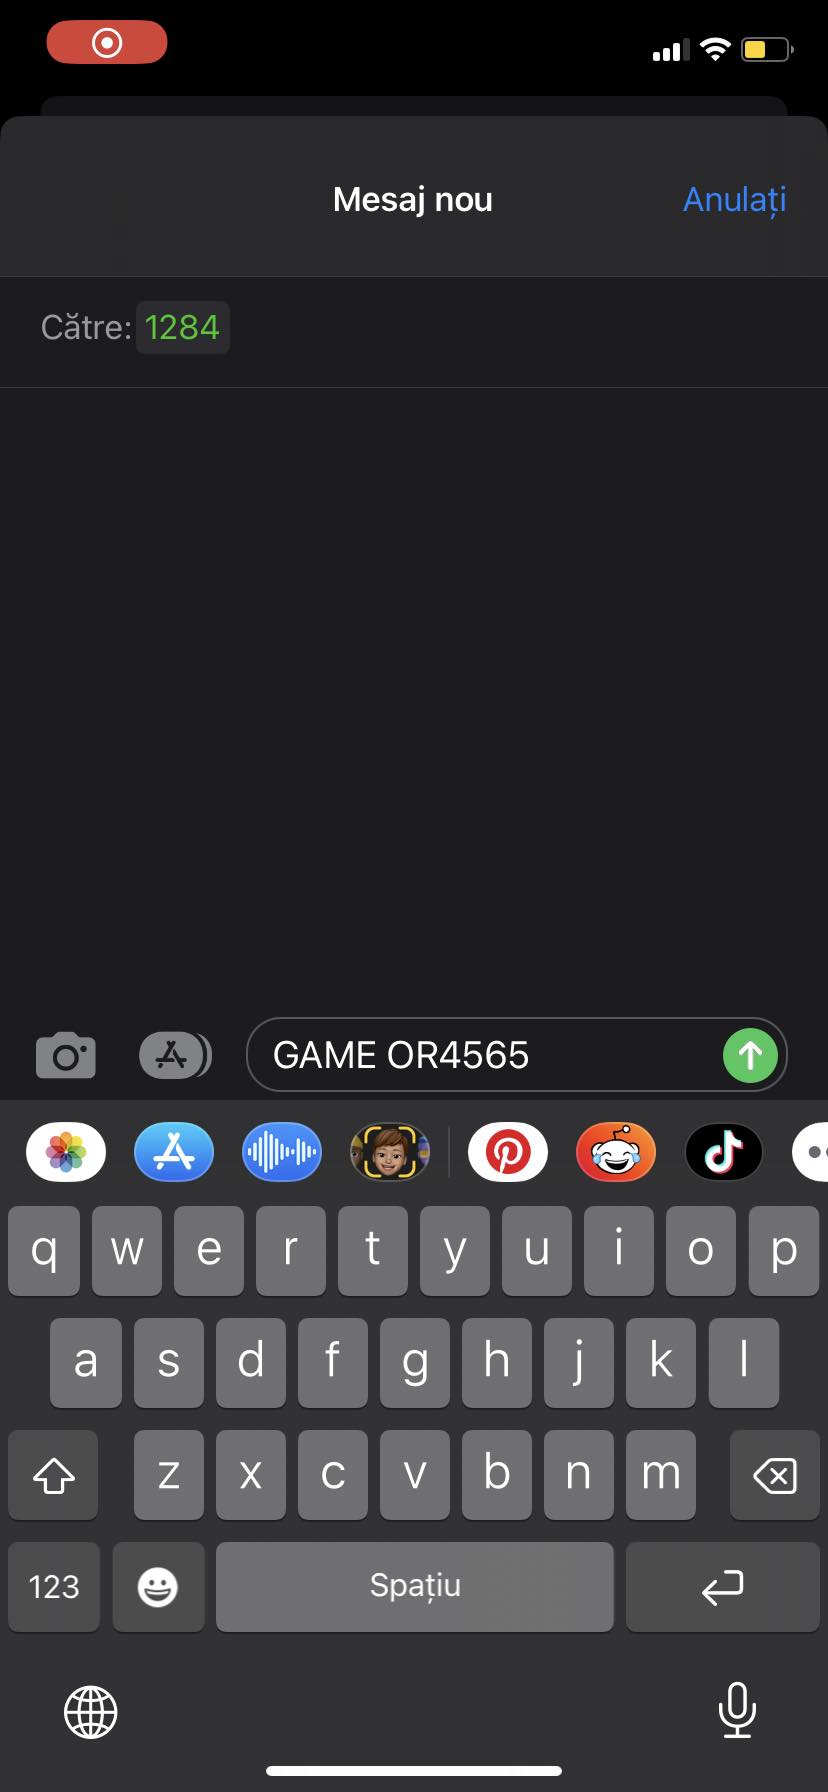 Mesaj nou
Anulați
Către: 1284
GAME OR4565
q w e r t y u i o p
a s d f g h j k l
z x c v b n m
123 Spațiu